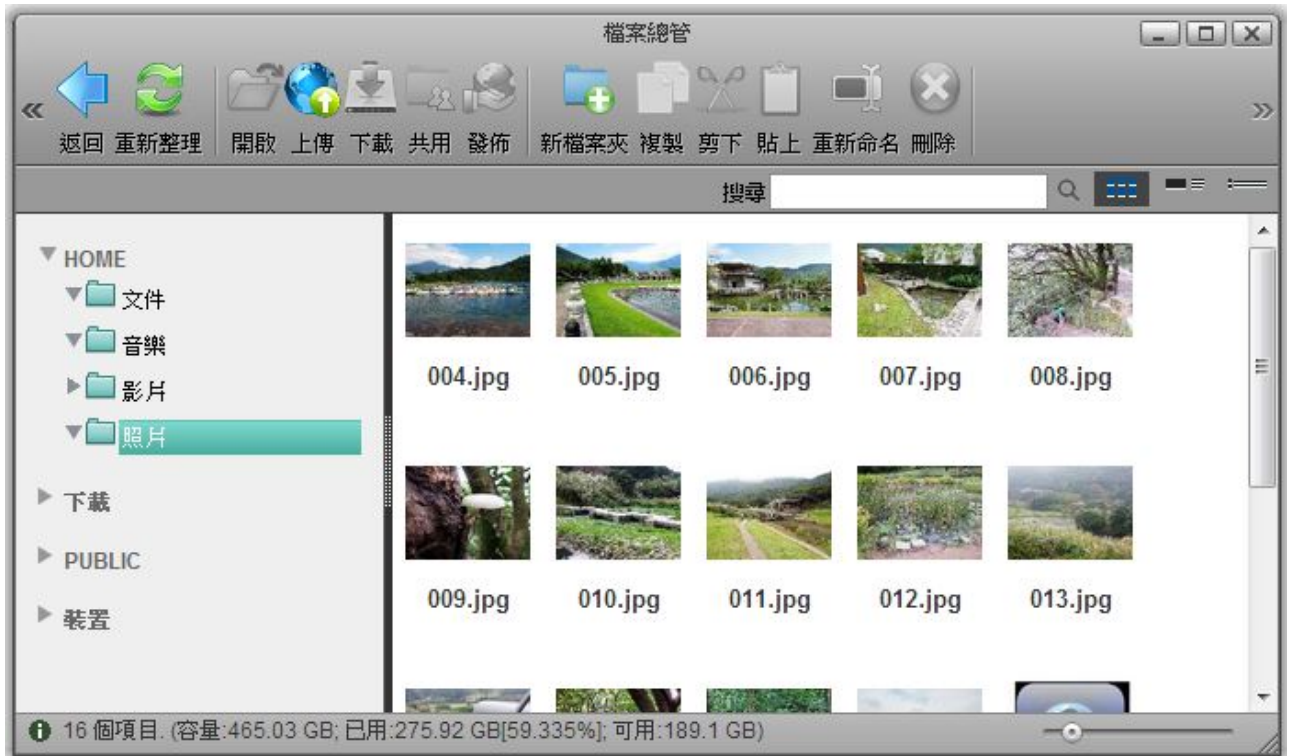 檔案總管
返回 重新整理 開啟 上傳 下載 共用 發佈 新檔案夾 複製 剪下 貼上 重新命名 刪除
搜尋
HOME
文件
音樂
影片
照片
下載
PUBLIC
裝置
004.jpg 005.jpg 006.jpg 007.jpg 008.jpg
009.jpg 010.jpg 011.jpg 012.jpg 013.jpg
16 個項目. (容量:465.03 GB; 已用:275.92 GB[59.335%]; 可用:189.1 GB)